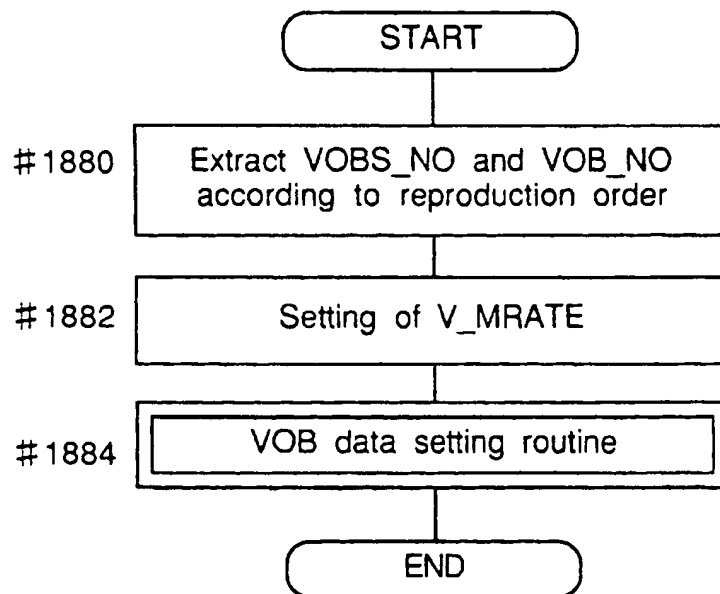 START
#1880
Extract VOBS_NO and VOB_NO
according to reproduction order
#1882
Setting of V_MRATE
#1884
VOB data setting routine
END